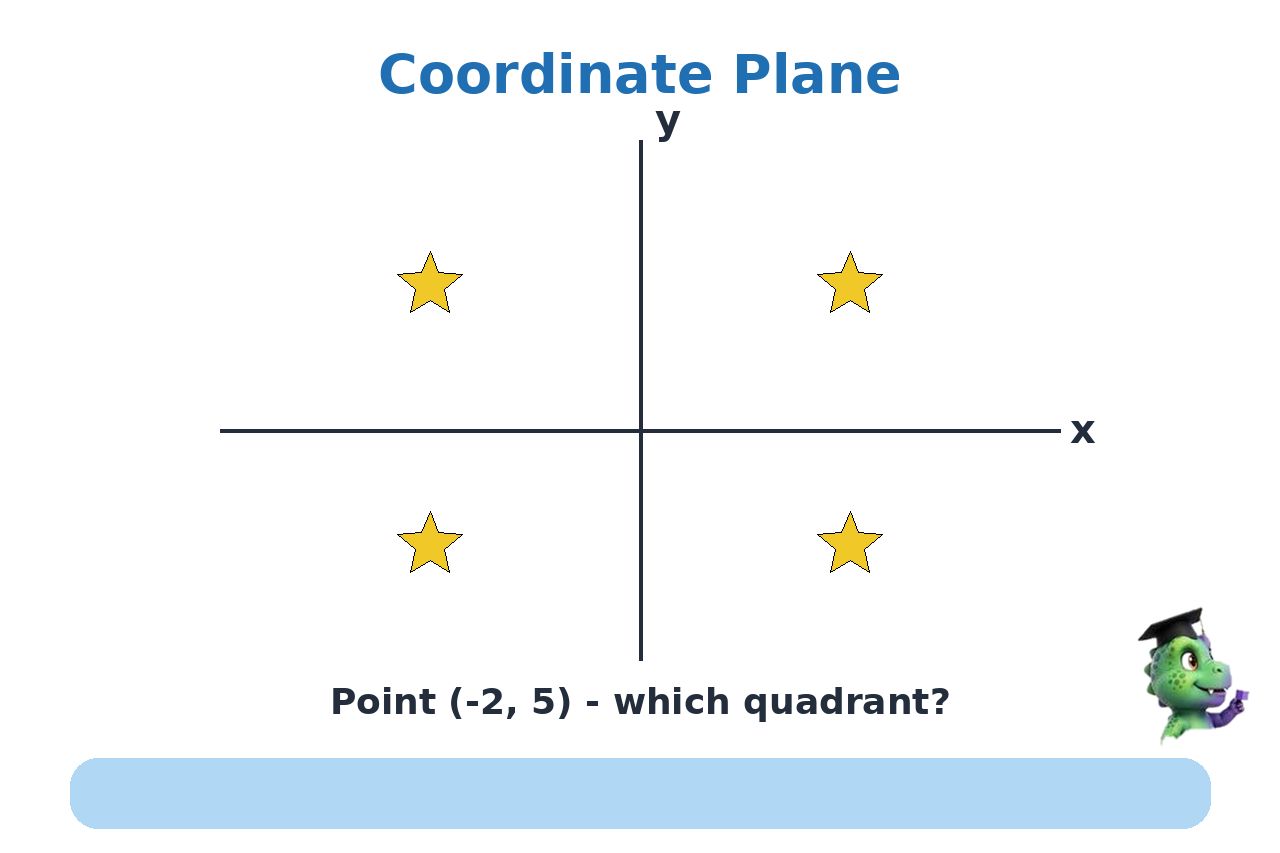 Coordinate Plane
y
x
Point (-2, 5) - which quadrant?